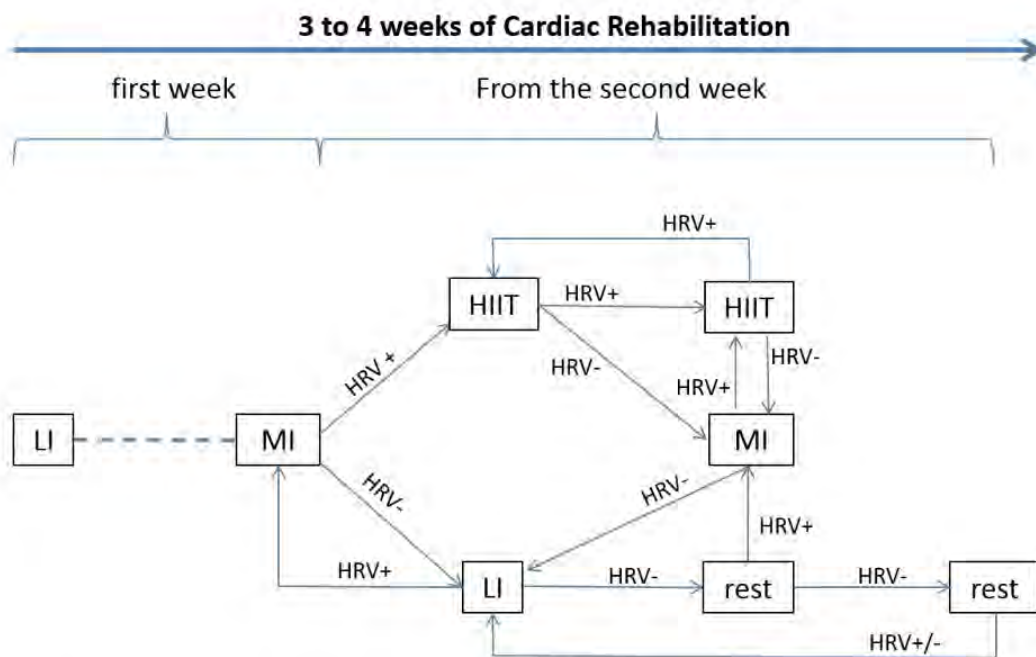 3 to 4 weeks of Cardiac Rehabilitation
first week
From the second week
HRV+
HIIT
HRV+
HIIT
HRV +
HRV-
HRV+
HRV-
LI
MI
MI
HRV-
HRV-
HRV+
HRV+
LI
HRV-
rest
HRV-
rest
HRV+/-